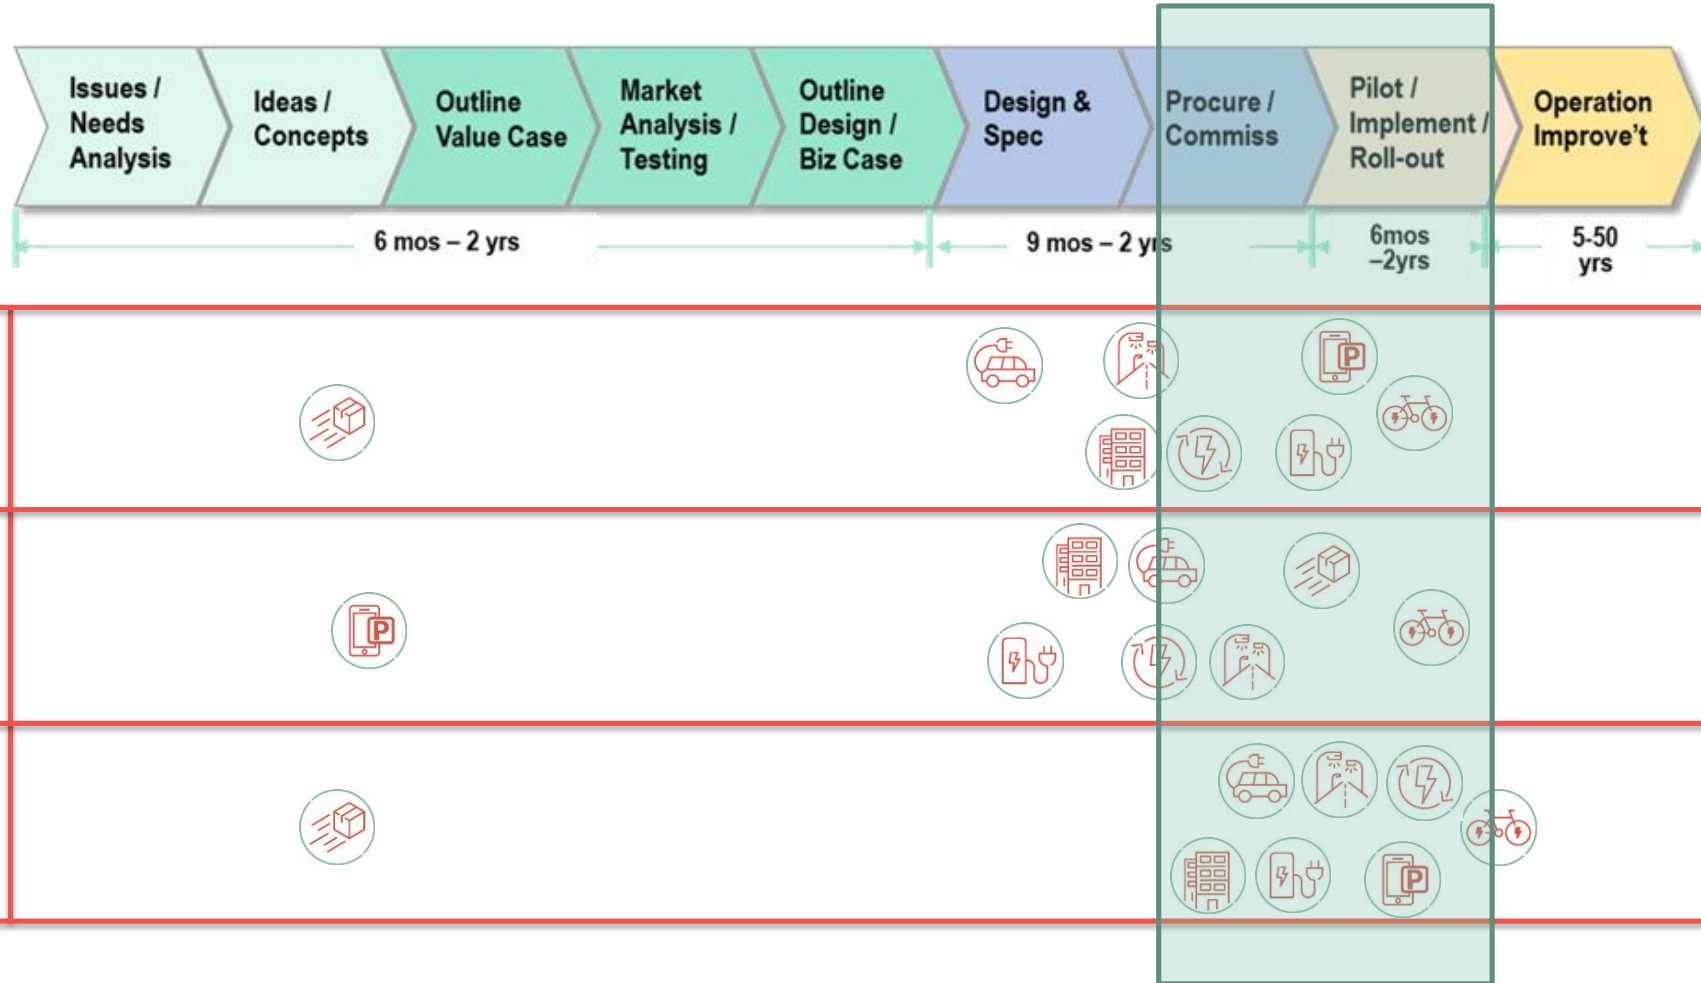 Issues /
Needs
Analysis
Ideas /
Concepts
Outline
Value Case
Market
Analysis /
Testing
Outline
Design /
Biz Case
Design &
Spec
Procure /
Commiss
Pilot /
Implement /
Roll-out
Operation
Improve't
6 mos – 2 yrs
9 mos – 2 yrs
6mos
–2yrs
5-50
yrs
P
P
P